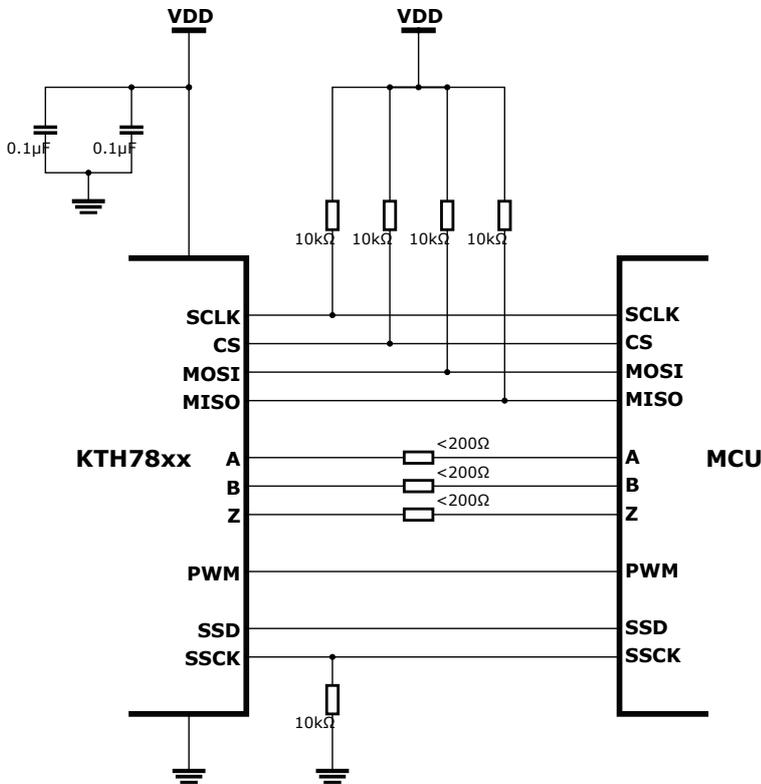 VDD
VDD
0.1μF
0.1μF
10kΩ
10kΩ
10kΩ
10kΩ
SCLK
SCLK
CS
CS
MOSI
MOSI
MISO
MISO
<200Ω
KTH78xx
A
A
MCU
<200Ω
B
B
<200Ω
Z
Z
PWM
PWM
SSD
SSD
SSCK
SSCK
10kΩ